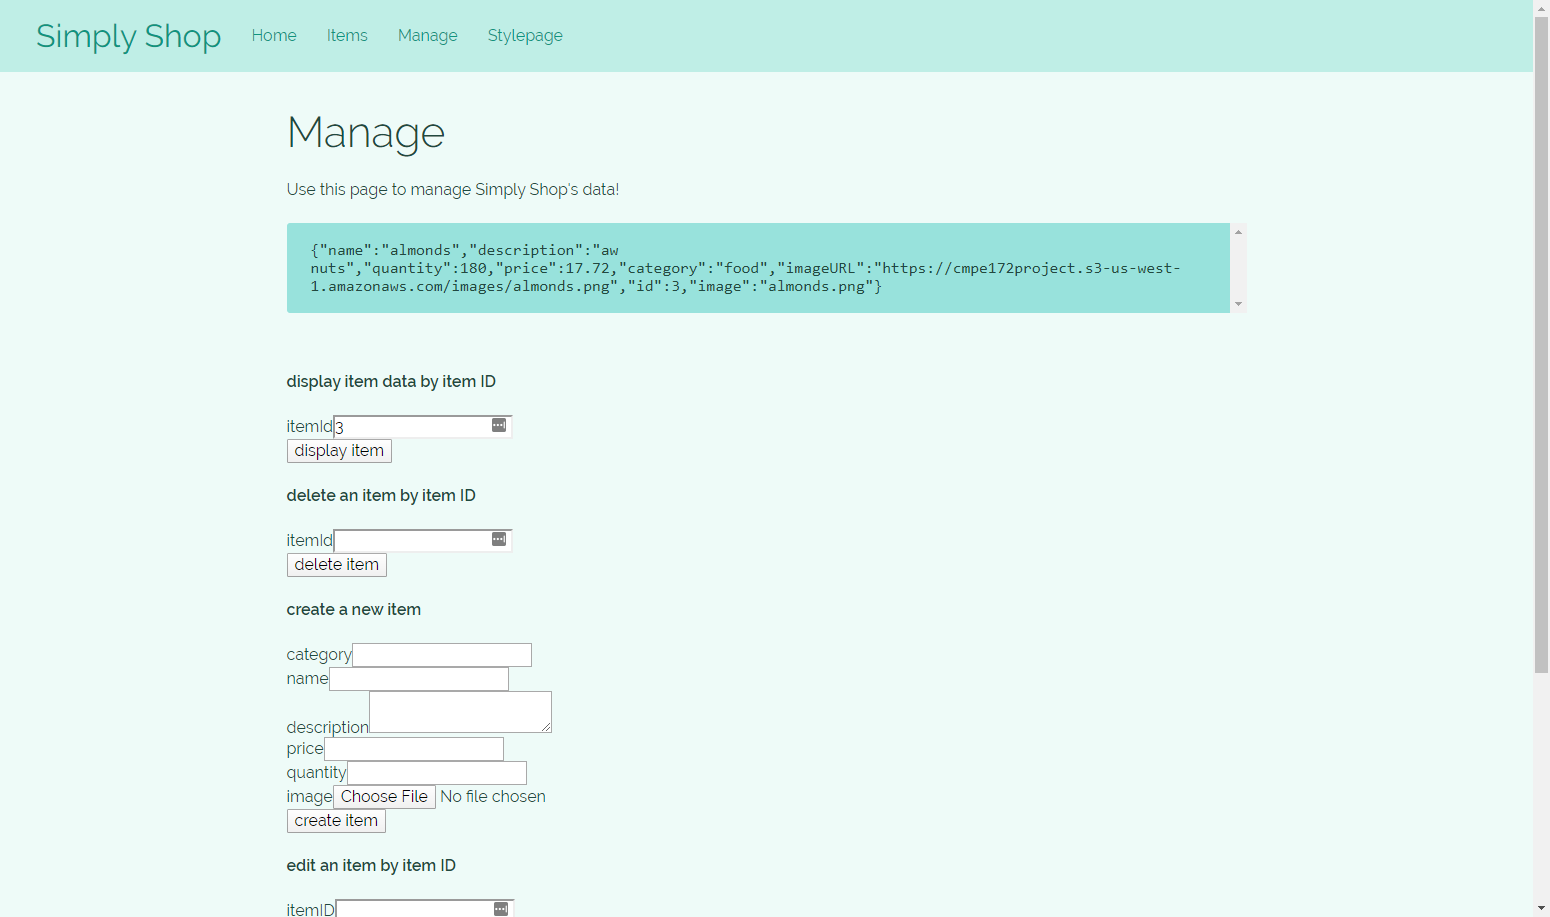 Simply Shop Home Items Manage Stylepage
Manage
Use this page to manage Simply Shop's data!
{"name":"almonds","description":"aw
nuts","quantity":180,"price":17.72,"category":"food","imageURL":"https://cmpe172project.s3-us-west-
1.amazonaws.com/images/almonds.png","id":3,"image":"almonds.png"}
display item data by item ID
itemId 3
display item
delete an item by item ID
itemId
delete item
create a new item
category
name
description
price
quantity
image Choose File No file chosen
create item
edit an item by item ID
itemID